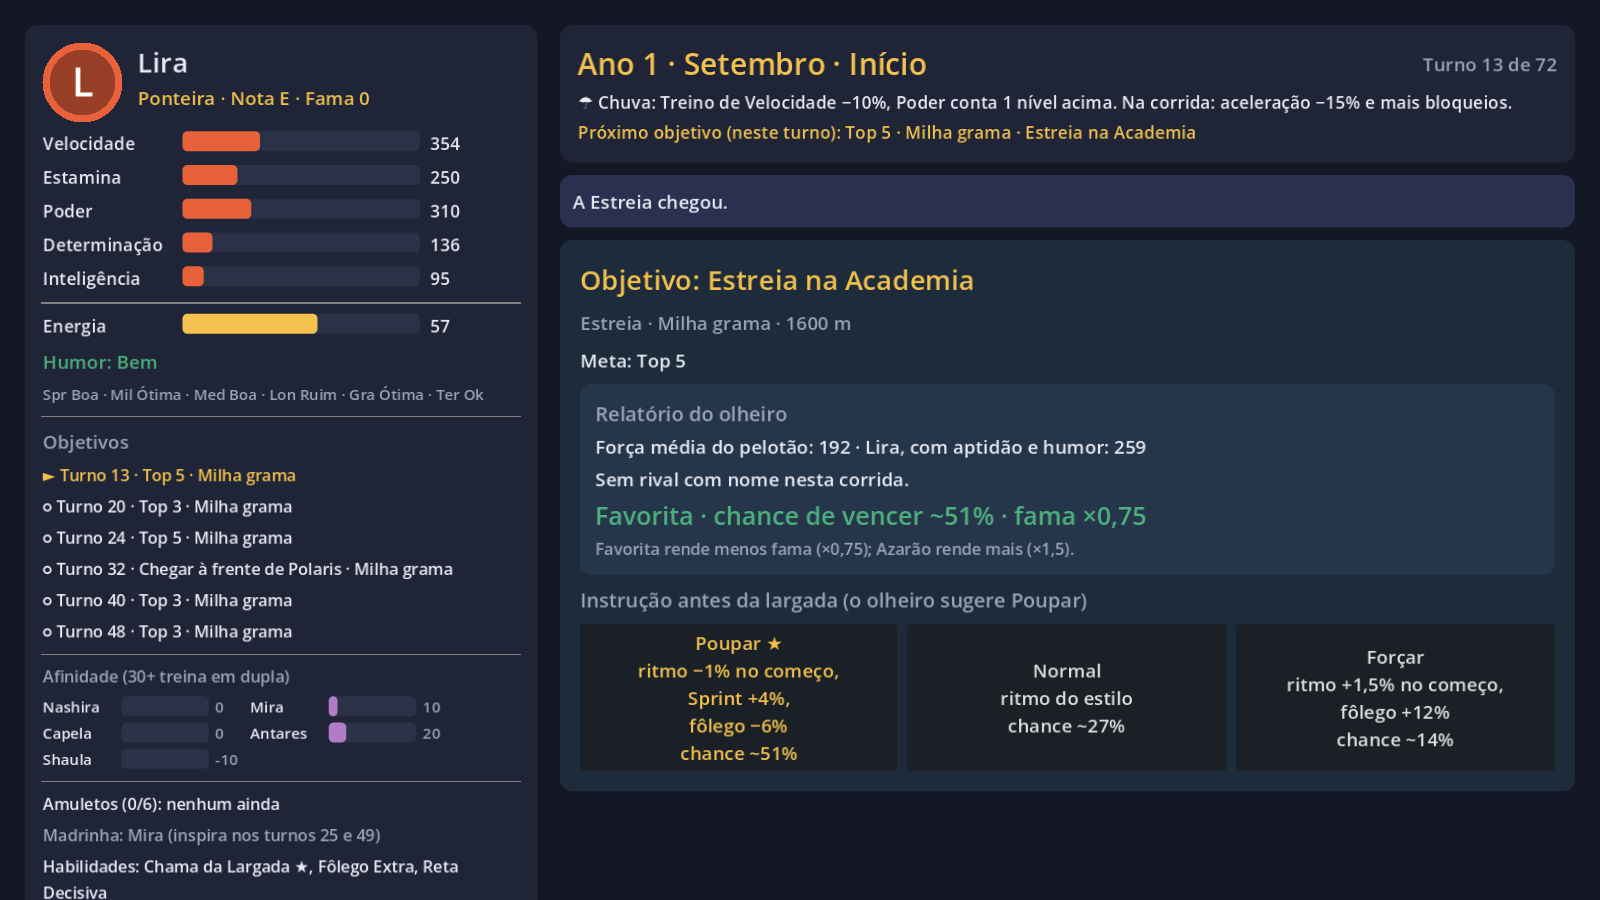 L
Lira
Ponteira · Nota E · Fama 0
Velocidade 354
Estamina 250
Poder 310
Determinação 136
Inteligência 95
Energia 57
Humor: Bem
Spr Boa · Mil Ótima · Med Boa · Lon Ruim · Gra Ótima · Ter Ok
Objetivos
► Turno 13 · Top 5 · Milha grama
○ Turno 20 · Top 3 · Milha grama
○ Turno 24 · Top 5 · Milha grama
○ Turno 32 · Chegar à frente de Polaris · Milha grama
○ Turno 40 · Top 3 · Milha grama
○ Turno 48 · Top 3 · Milha grama
Afinidade (30+ treina em dupla)
Nashira 0 Mira 10
Capela 0 Antares 20
Shaula -10
Amuletos (0/6): nenhum ainda
Madrinha: Mira (inspira nos turnos 25 e 49)
Habilidades: Chama da Largada ★, Fôlego Extra, Reta
Decisiva
Ano 1 · Setembro · Início
Turno 13 de 72
☂ Chuva: Treino de Velocidade −10%, Poder conta 1 nível acima. Na corrida: aceleração −15% e mais bloqueios.
Próximo objetivo (neste turno): Top 5 · Milha grama · Estreia na Academia
A Estreia chegou.
Objetivo: Estreia na Academia
Estreia · Milha grama · 1600 m
Meta: Top 5
Relatório do olheiro
Força média do pelotão: 192 · Lira, com aptidão e humor: 259
Sem rival com nome nesta corrida.
Favorita · chance de vencer ~51% · fama ×0,75
Favorita rende menos fama (×0,75); Azarão rende mais (×1,5).
Instrução antes da largada (o olheiro sugere Poupar)
Poupar ★
ritmo −1% no começo,
Sprint +4%,
fôlego −6%
chance ~51%
Normal
ritmo do estilo
chance ~27%
Forçar
ritmo +1,5% no começo,
fôlego +12%
chance ~14%